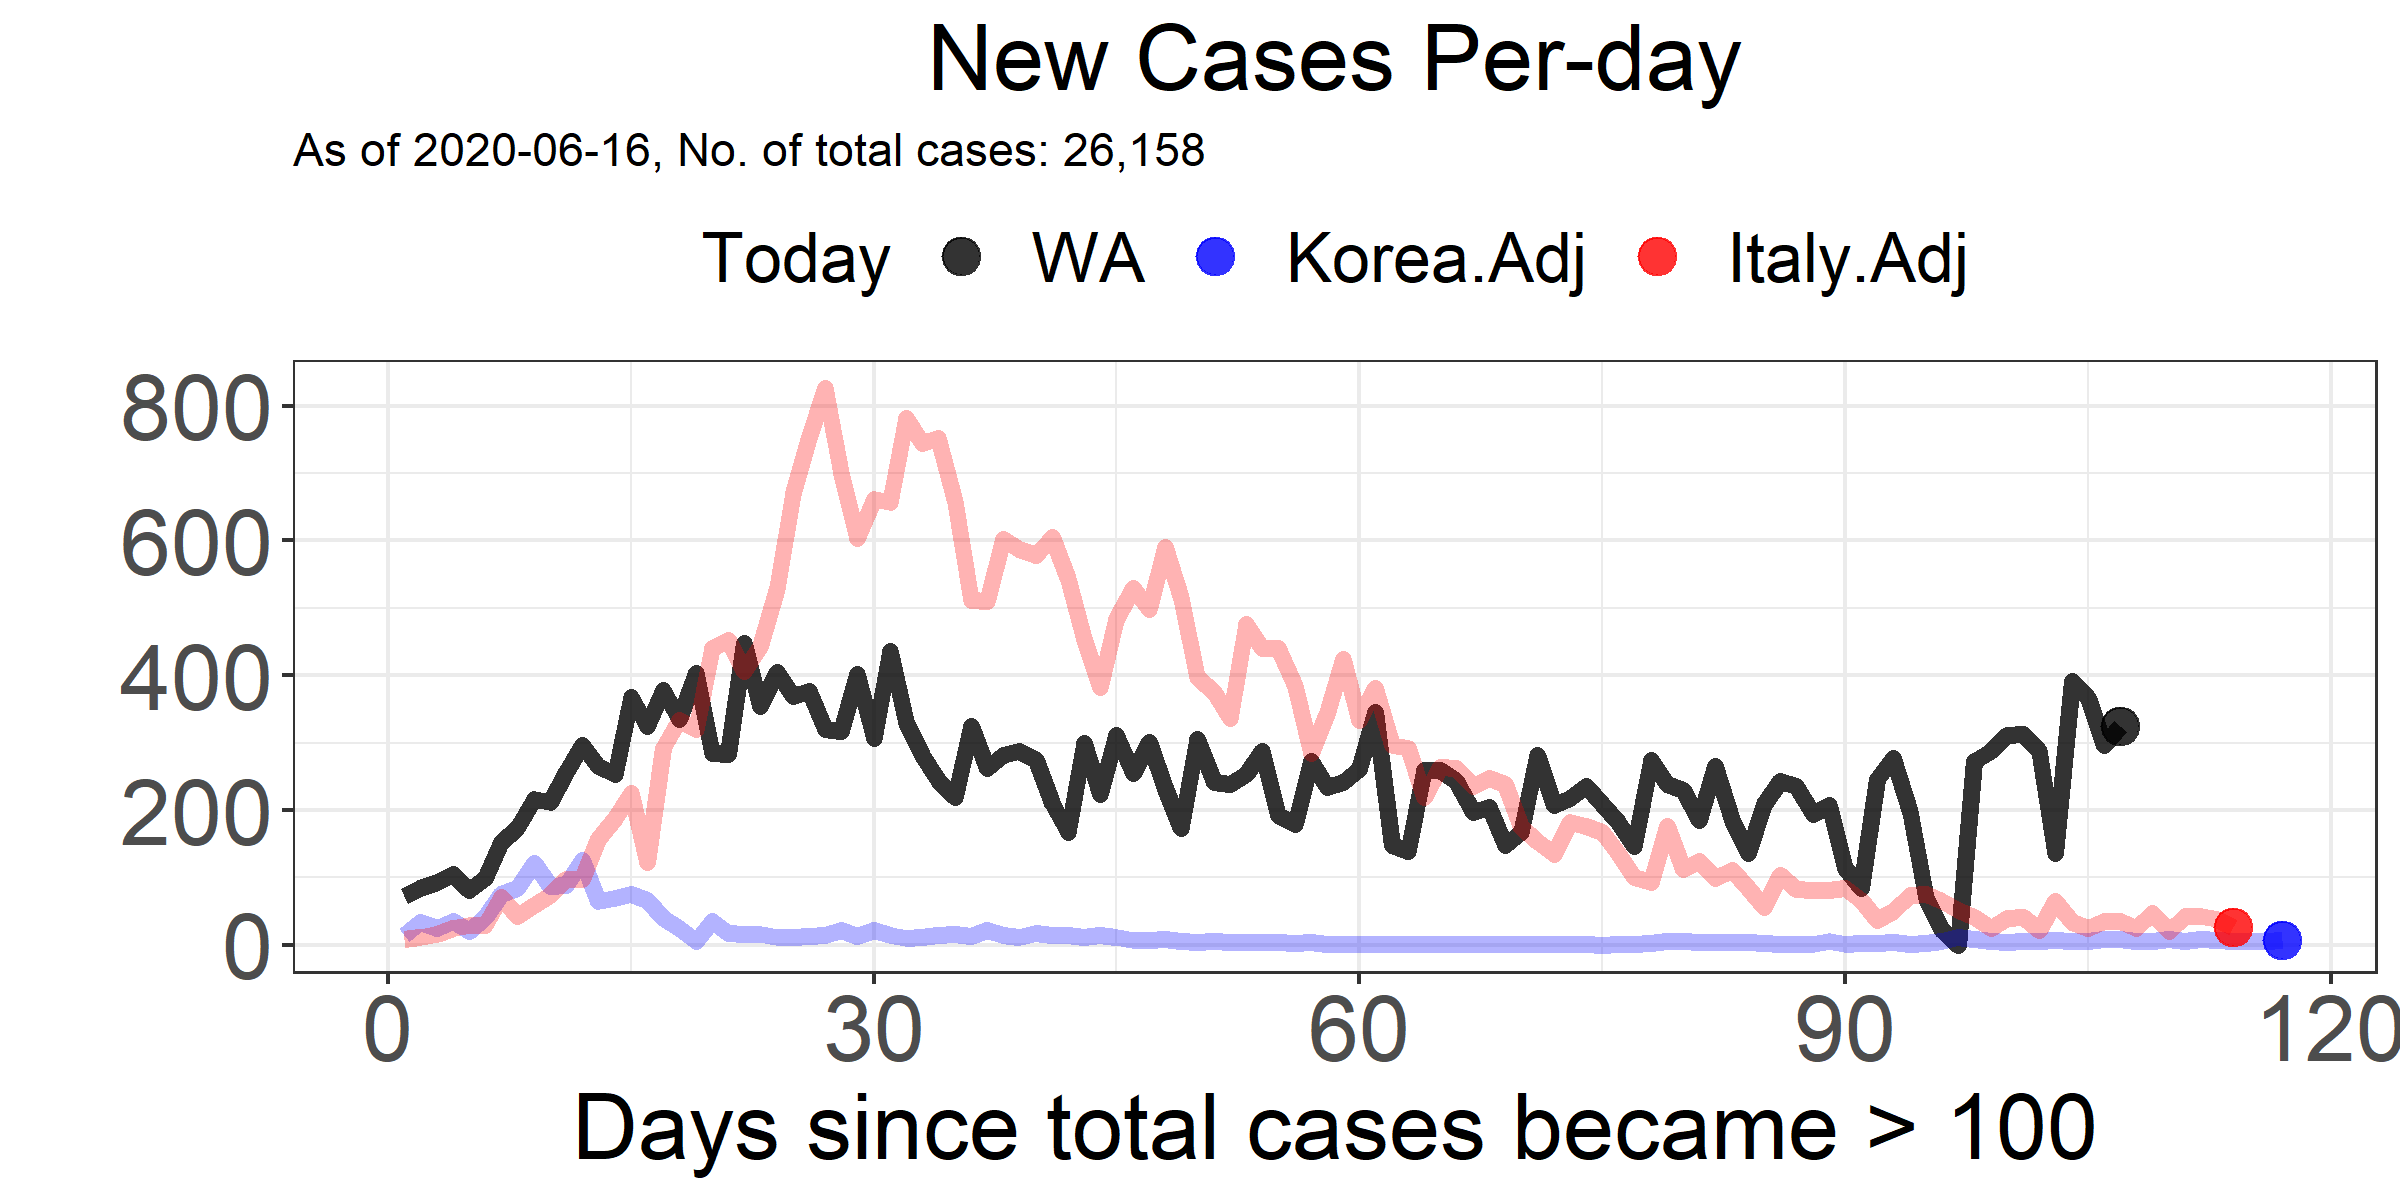 New Cases Per-day
As of 2020-06-16, No. of total cases: 26,158
Today WA Korea.Adj Italy.Adj
800
600
400
200
0
0 30 60 90 120
Days since total cases became > 100